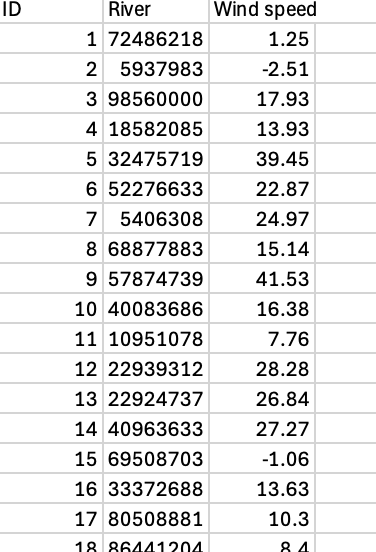 ID River Wind speed
1 72486218 1.25
2 5937983 -2.51
3 98560000 17.93
4 18582085 13.93
5 32475719 39.45
6 52276633 22.87
7 5406308 24.97
8 68877883 15.14
9 57874739 41.53
10 40083686 16.38
11 10951078 7.76
12 22939312 28.28
13 22924737 26.84
14 40963633 27.27
15 69508703 -1.06
16 33372688 13.63
17 80508881 10.3
18 86441204 8.4